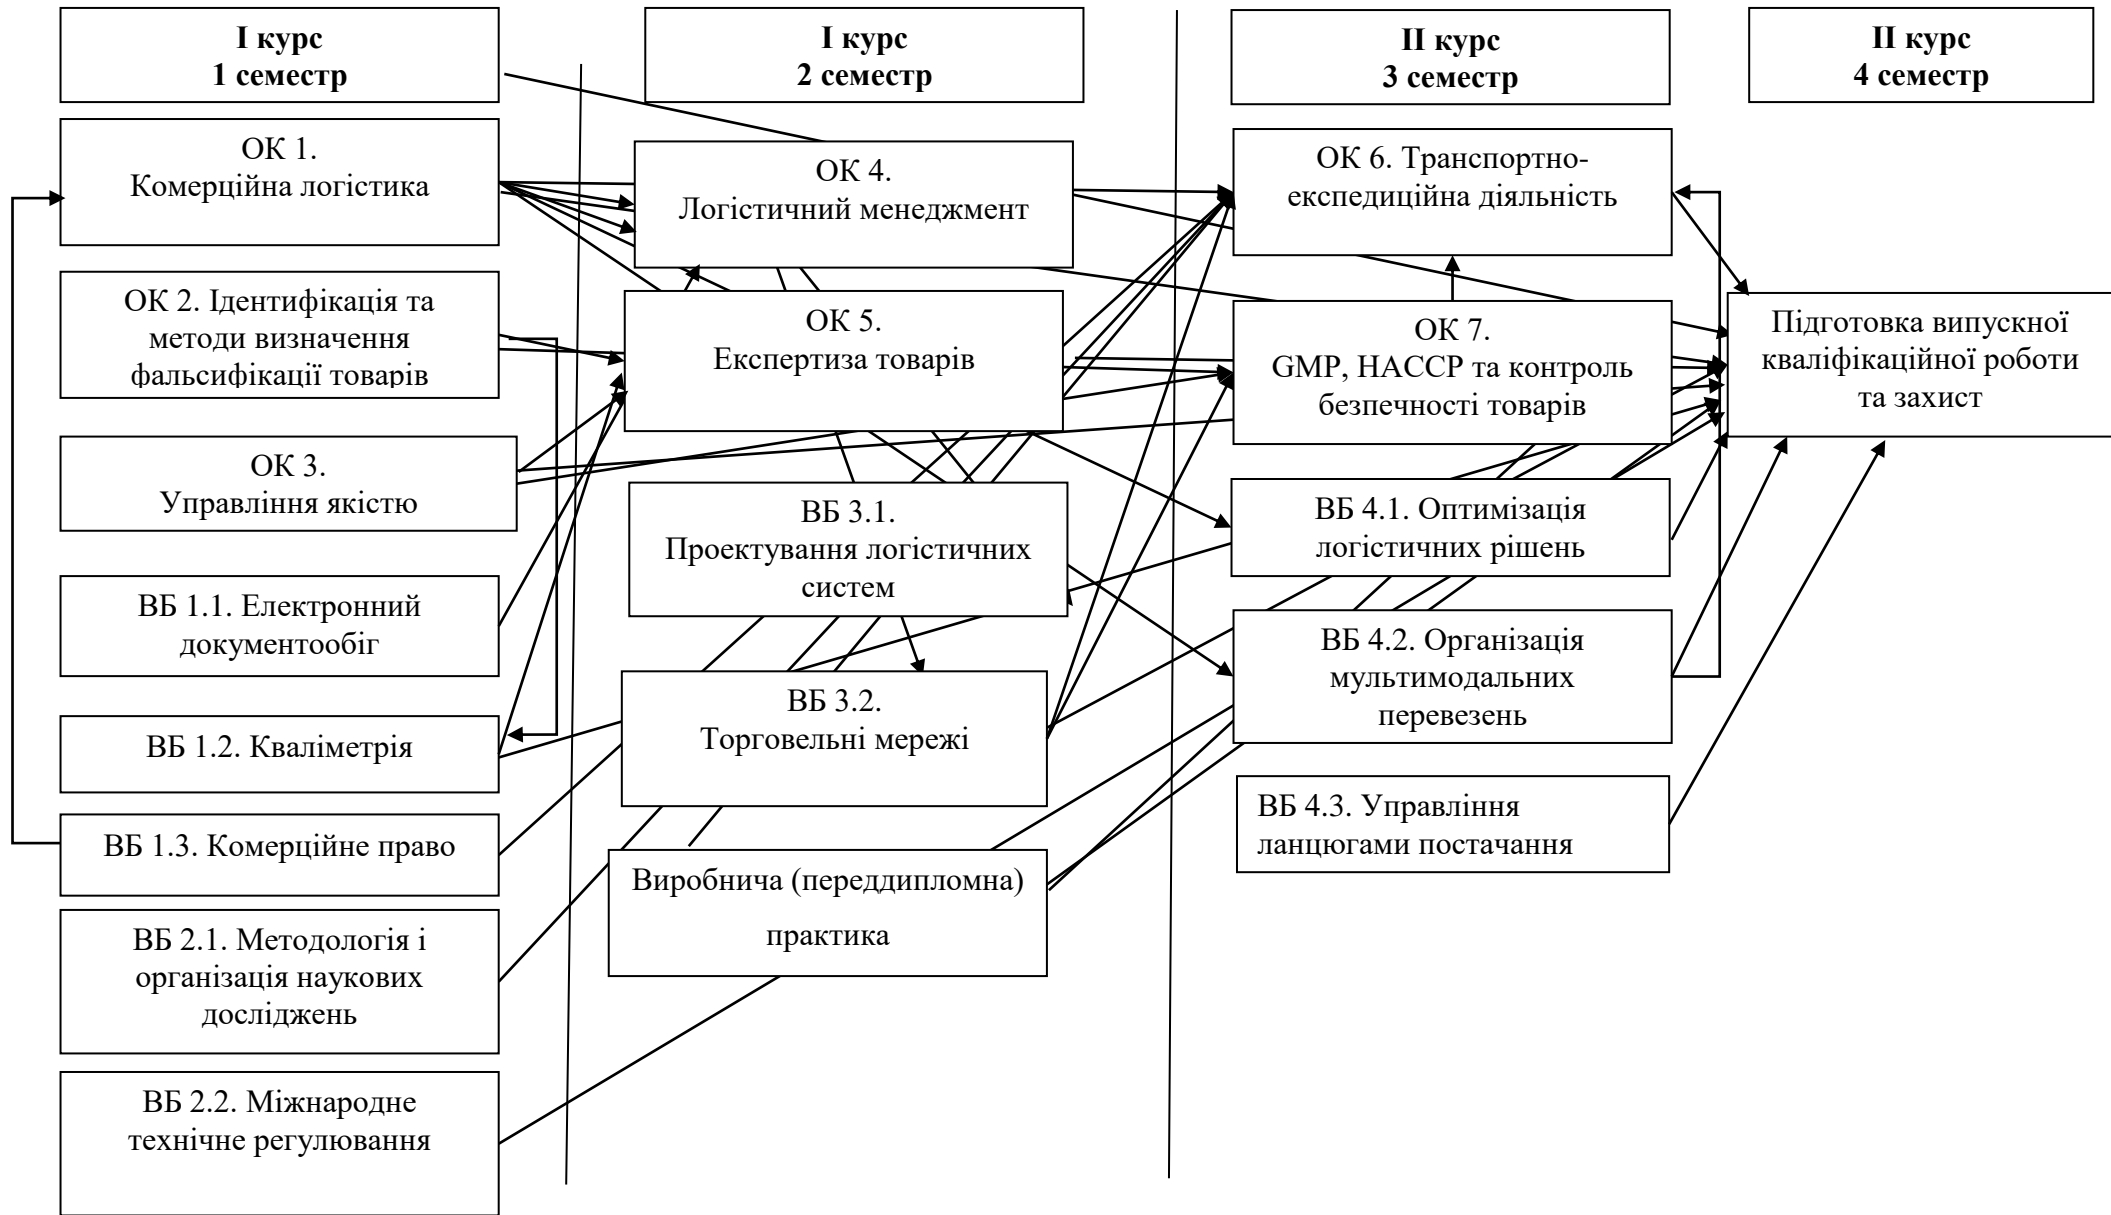 І курс
1 семестр
І курс
2 семестр
ІІ курс
3 семестр
ІІ курс
4 семестр
ОК 1.
Комерційна логістика
ОК 2. Ідентифікація та
методи визначення
фальсифікації товарів
ОК 3.
Управління якістю
ВБ 1.1. Електронний
документообіг
ВБ 1.2. Кваліметрія
ВБ 1.3. Комерційне право
ВБ 2.1. Методологія і
організація наукових
досліджень
ВБ 2.2. Міжнародне
технічне регулювання
ОК 4.
Логістичний менеджмент
ОК 5.
Експертиза товарів
ВБ 3.1.
Проектування логістичних
систем
ВБ 3.2.
Торговельні мережі
Виробнича (переддипломна)
практика
ОК 6. Транспортно-
експедиційна діяльність
ОК 7.
GMP, НАССР та контроль
безпечності товарів
ВБ 4.1. Оптимізація
логістичних рішень
ВБ 4.2. Організація
мультимодальних
перевезень
ВБ 4.3. Управління
ланцюгами постачання
Підготовка випускної
кваліфікаційної роботи
та захист